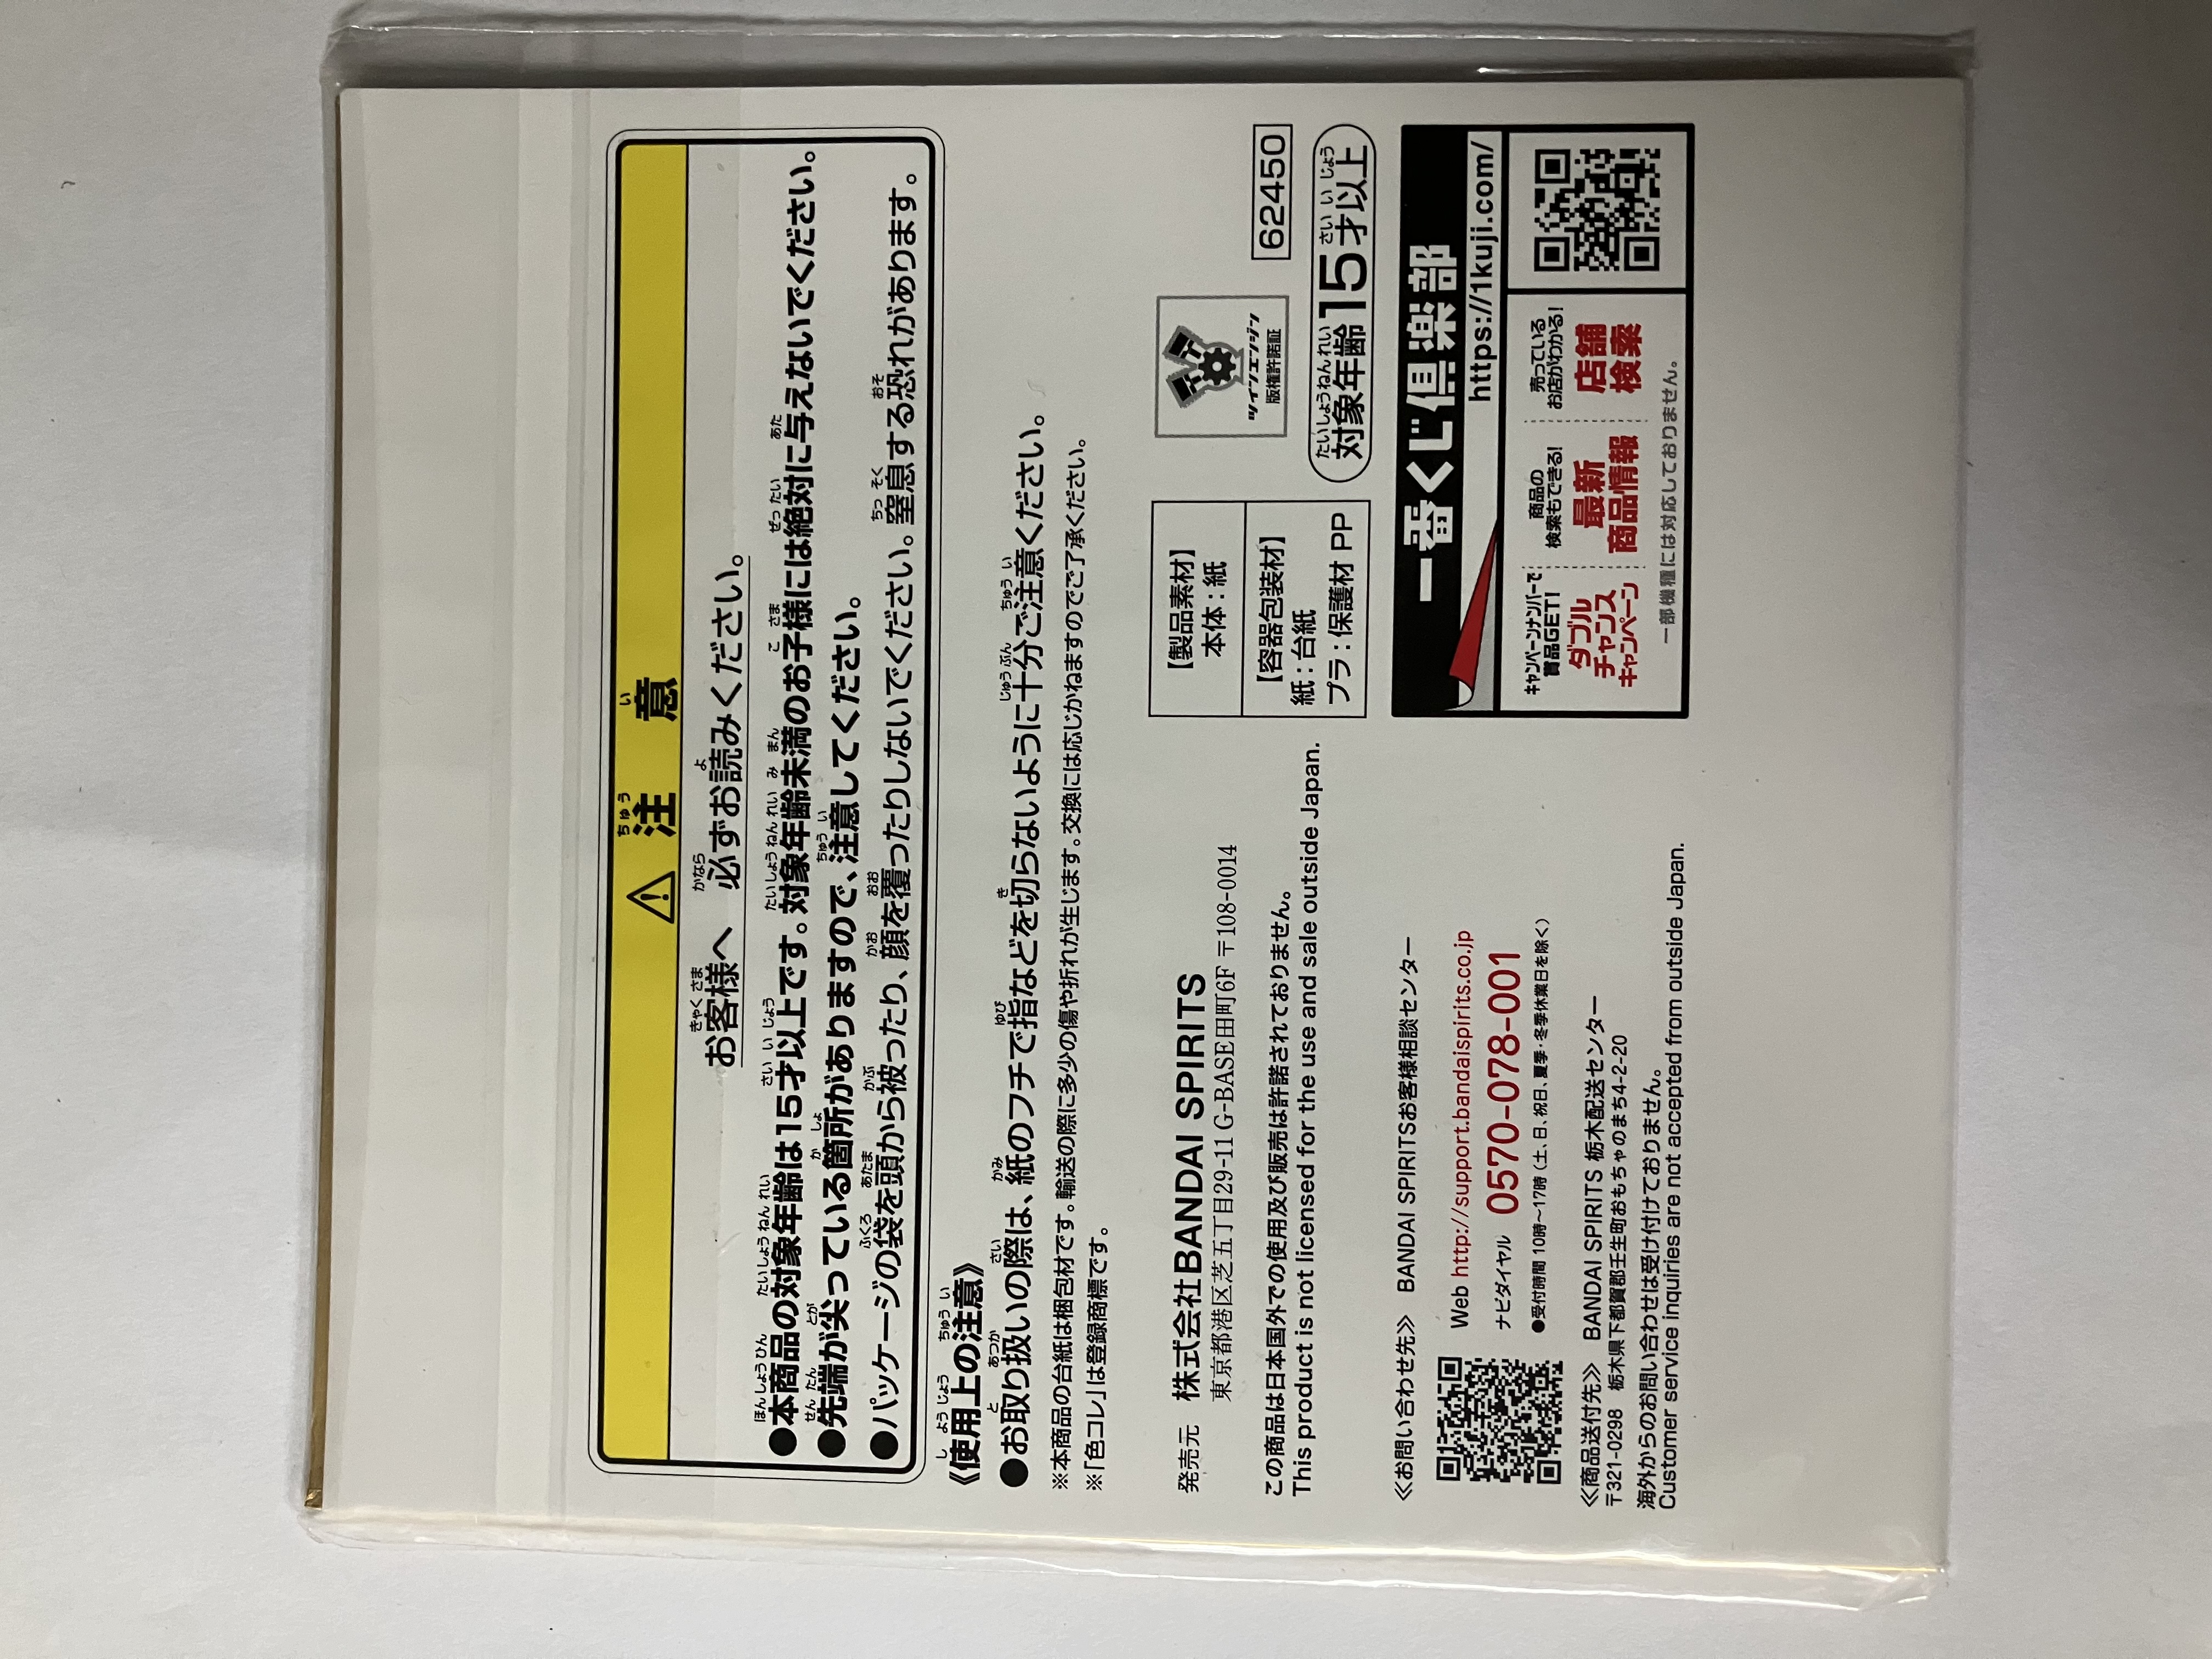 ⚠ 注意
お客様へ 必ずお読みください。
●本商品の対象年齢は15才以上です。対象年齢未満のお子様には絶対に与えないでください。
●先端が尖っている箇所がありますので、注意してください。
●パッケージの袋を頭から被ったり、顔を覆ったりしないでください。窒息する恐れがあります。
《使用上の注意》
●お取り扱いの際は、紙のフチで指などを切らないように十分ご注意ください。
※本商品の台紙は梱包材です。輸送の際に多少の傷や折れが生じます。交換には応じかねますのでご了承ください。
※「色コレ」は登録商標です。
発売元 株式会社BANDAI SPIRITS
東京都港区芝五丁目29-11 G-BASE田町6F 〒108-0014
この商品は日本国外での使用及び販売は許諾されておりません。
This product is not licensed for the use and sale outside Japan.
≪お問い合わせ先≫ BANDAI SPIRITSお客様相談センター
Web http://support.bandaispirits.co.jp
ナビダイヤル 0570-078-001
●受付時間 10時～17時（土、日、祝日、夏季・冬季休業日を除く）
≪商品送付先≫ BANDAI SPIRITS 栃木配送センター
〒321-0298 栃木県下都賀郡壬生町おもちゃのまち4-2-20
海外からのお問い合わせは受け付けておりません。
Customer service inquiries are not accepted from outside Japan.
【製品素材】
本体：紙
【容器包装材】
紙：台紙
プラ：保護材 PP
ツインエンジン
版権許諾証
62450
対象年齢15才以上
一番くじ倶楽部
https://1kuji.com/
キャンペーンナンバーで
賞品GET!
ダブル
チャンス
キャンペーン
商品の
検索もできる!
最新
商品情報
売っている
お店がわかる!
店舗
検索
一部機種には対応しておりません。